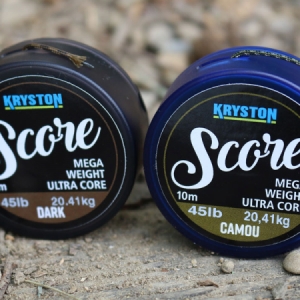 KRYSTON
Score
MEGA
WEIGHT
ULTRA CORE
45lb 20.41kg
DARK
KRYSTON
Score
10m
MEGA
WEIGHT
ULTRA CORE
45lb 20,41kg
CAMOU